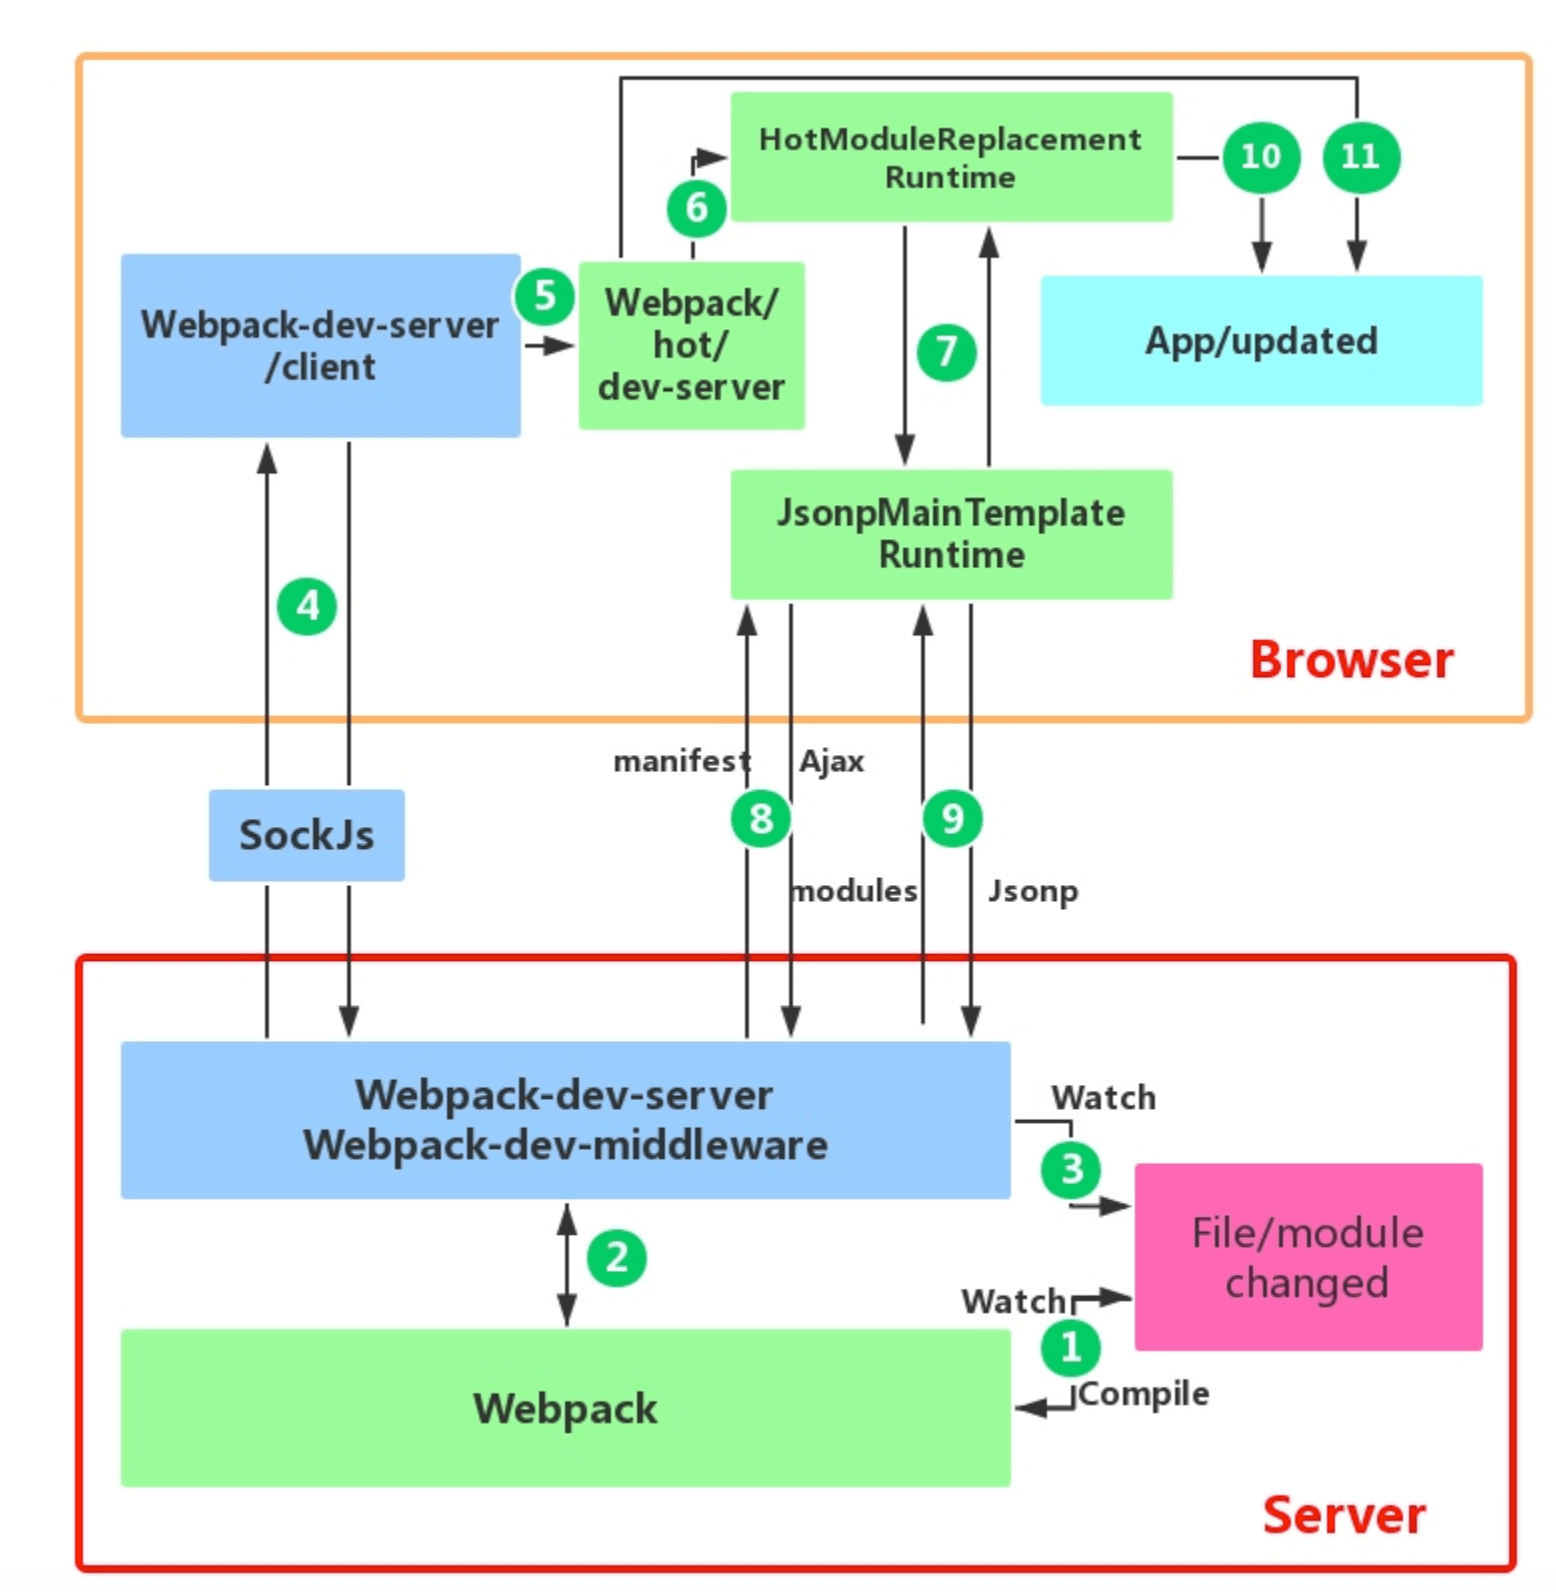 HotModuleReplacement
Runtime
10
11
6
Webpack-dev-server
/client
5
Webpack/
hot/
dev-server
7
App/updated
JsonpMainTemplate
Runtime
4
Browser
manifest
Ajax
SockJs
8
9
modules
Jsonp
Webpack-dev-server
Webpack-dev-middleware
Watch
3
File/module
changed
2
Watch
1
Compile
Webpack
Server